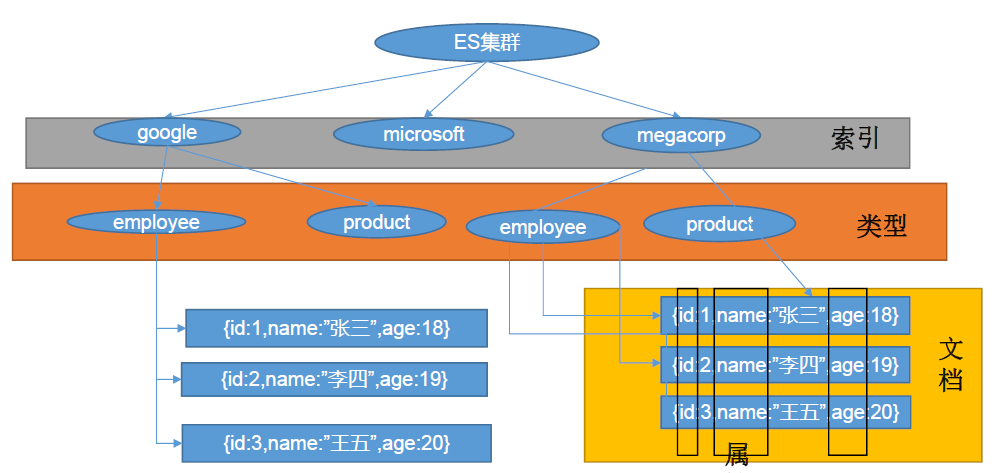 ES集群
google
microsoft
megacorp
索引
employee
product
employee
product
类型
{id:1,name:”张三”,age:18}
{id:2,name:”李四”,age:19}
{id:3,name:”王五”,age:20}
{id:1,name:”张三”,age:18}
{id:2,name:”李四”,age:19}
{id:3,name:”王五”,age:20}
文档
属